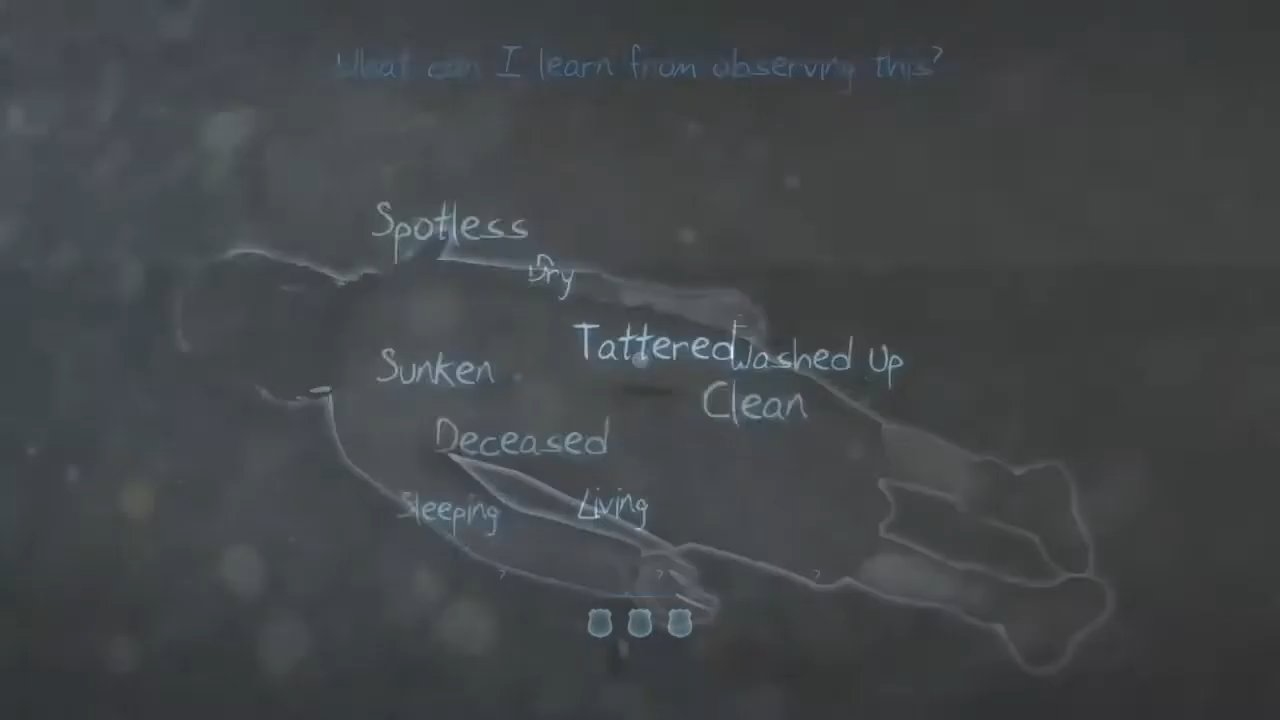 What can I learn from observing this?
Spotless
Dry
Tattered
Washed Up
Sunken
Clean
Deceased
Sleeping
Living
? ? ?